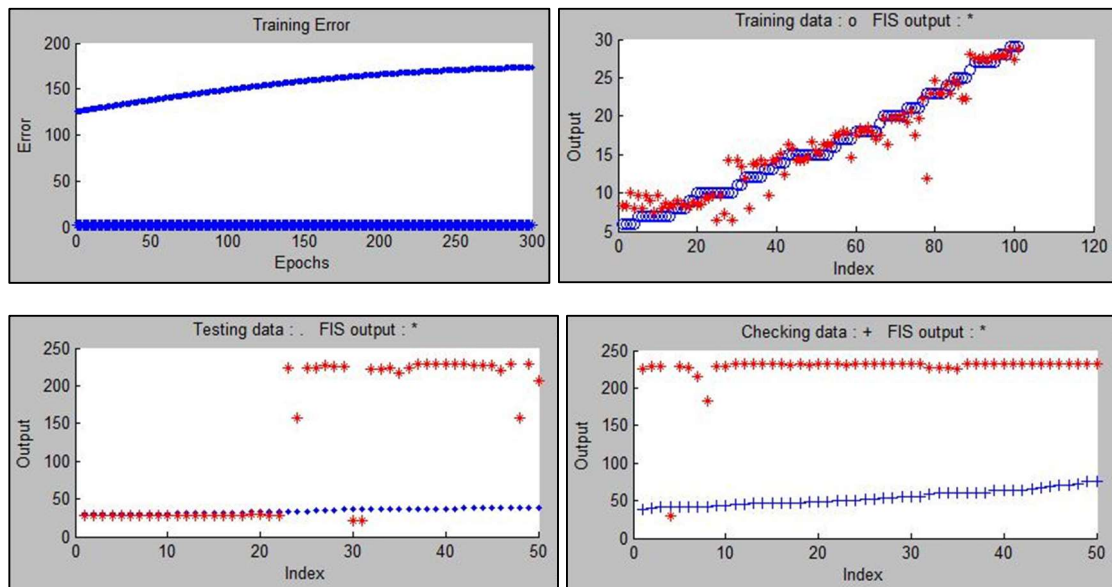 Training Error
200
150
100
50
0
Error
0 50 100 150 200 250 300
Epochs
Training data : o FIS output : *
30
25
20
15
10
5
Output
0 20 40 60 80 100 120
Index
Testing data : . FIS output : *
250
200
150
100
50
0
Output
0 10 20 30 40 50
Index
Checking data : + FIS output : *
250
200
150
100
50
0
Output
0 10 20 30 40 50
Index